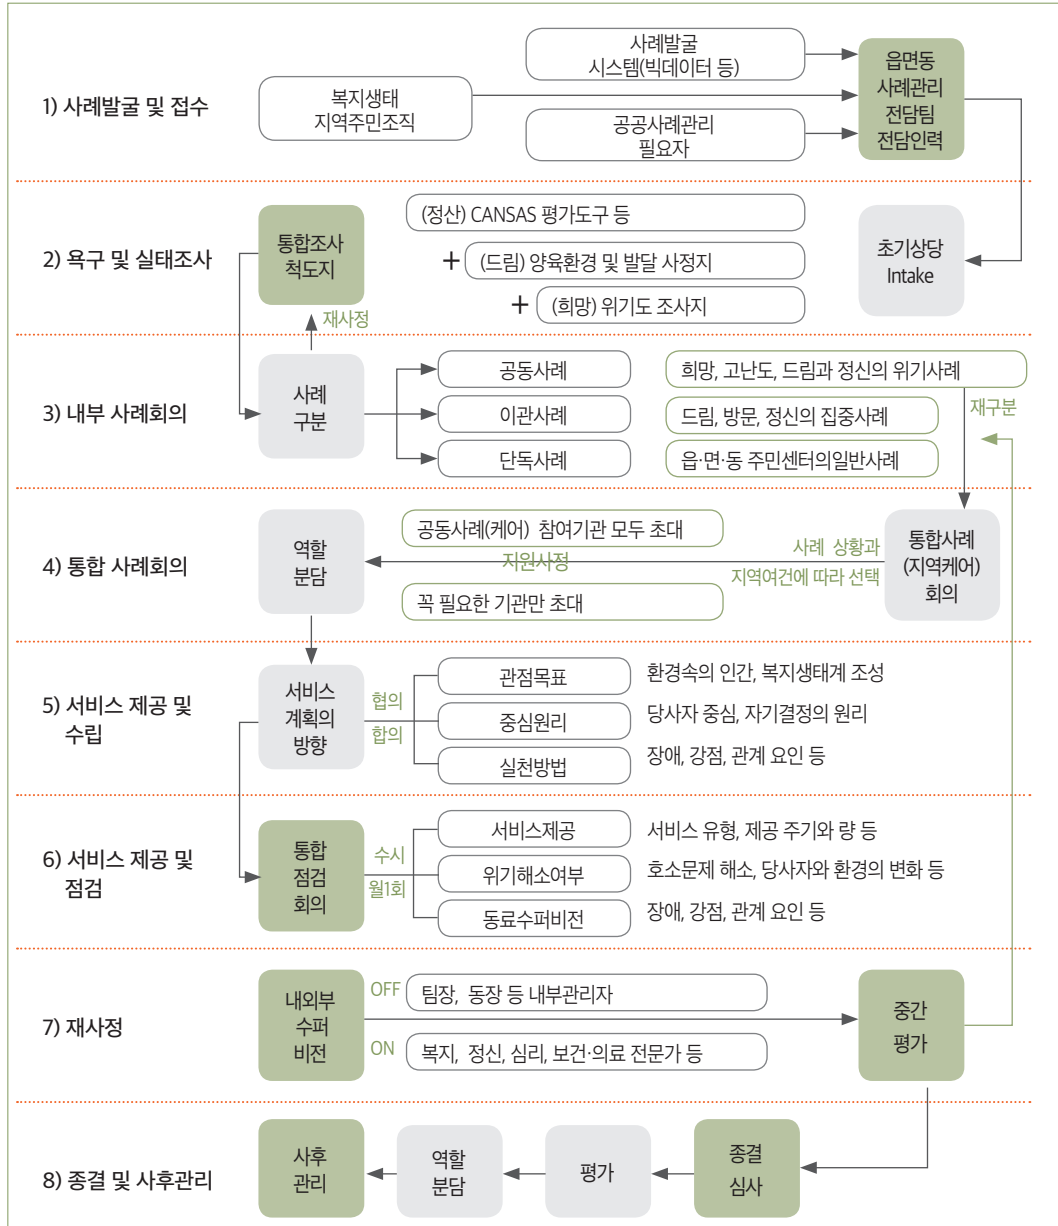 1) 사례발굴 및 접수
복지생태
지역주민조직
사례발굴
시스템(빅데이터 등)
공공사례관리
필요자
읍면동
사례관리
전담팀
전담인력
2) 욕구 및 실태조사
통합조사
척도지
(정산) CANSAS 평가도구 등
+ (드림) 양육환경 및 발달 사정지
+ (희망) 위기도 조사지
초기상당
Intake
재사정
3) 내부 사례회의
사례
구분
공동사례
이관사례
단독사례
희망, 고난도, 드림과 정신의 위기사례
드림, 방문, 정신의 집중사례
읍·면·동 주민센터의일반사례
재구분
4) 통합 사례회의
역할
분담
공동사례(케어) 참여기관 모두 초대
지원사정
꼭 필요한 기관만 초대
사례 상황과
지역여건에 따라 선택
통합사례
(지역케어)
회의
5) 서비스 제공 및
수립
서비스
계획의
방향
협의
합의
관점목표
중심원리
실천방법
환경속의 인간, 복지생태계 조성
당사자 중심, 자기결정의 원리
장애, 강점, 관계 요인 등
6) 서비스 제공 및
점검
통합
점검
회의
수시
월1회
서비스제공
위기해소여부
동료수퍼비전
서비스 유형, 제공 주기와 량 등
호소문제 해소, 당사자와 환경의 변화 등
장애, 강점, 관계 요인 등
7) 재사정
내외부
수퍼
비전
OFF
ON
팀장, 동장 등 내부관리자
복지, 정신, 심리, 보건·의료 전문가 등
중간
평가
8) 종결 및 사후관리
사후
관리
역할
분담
평가
종결
심사